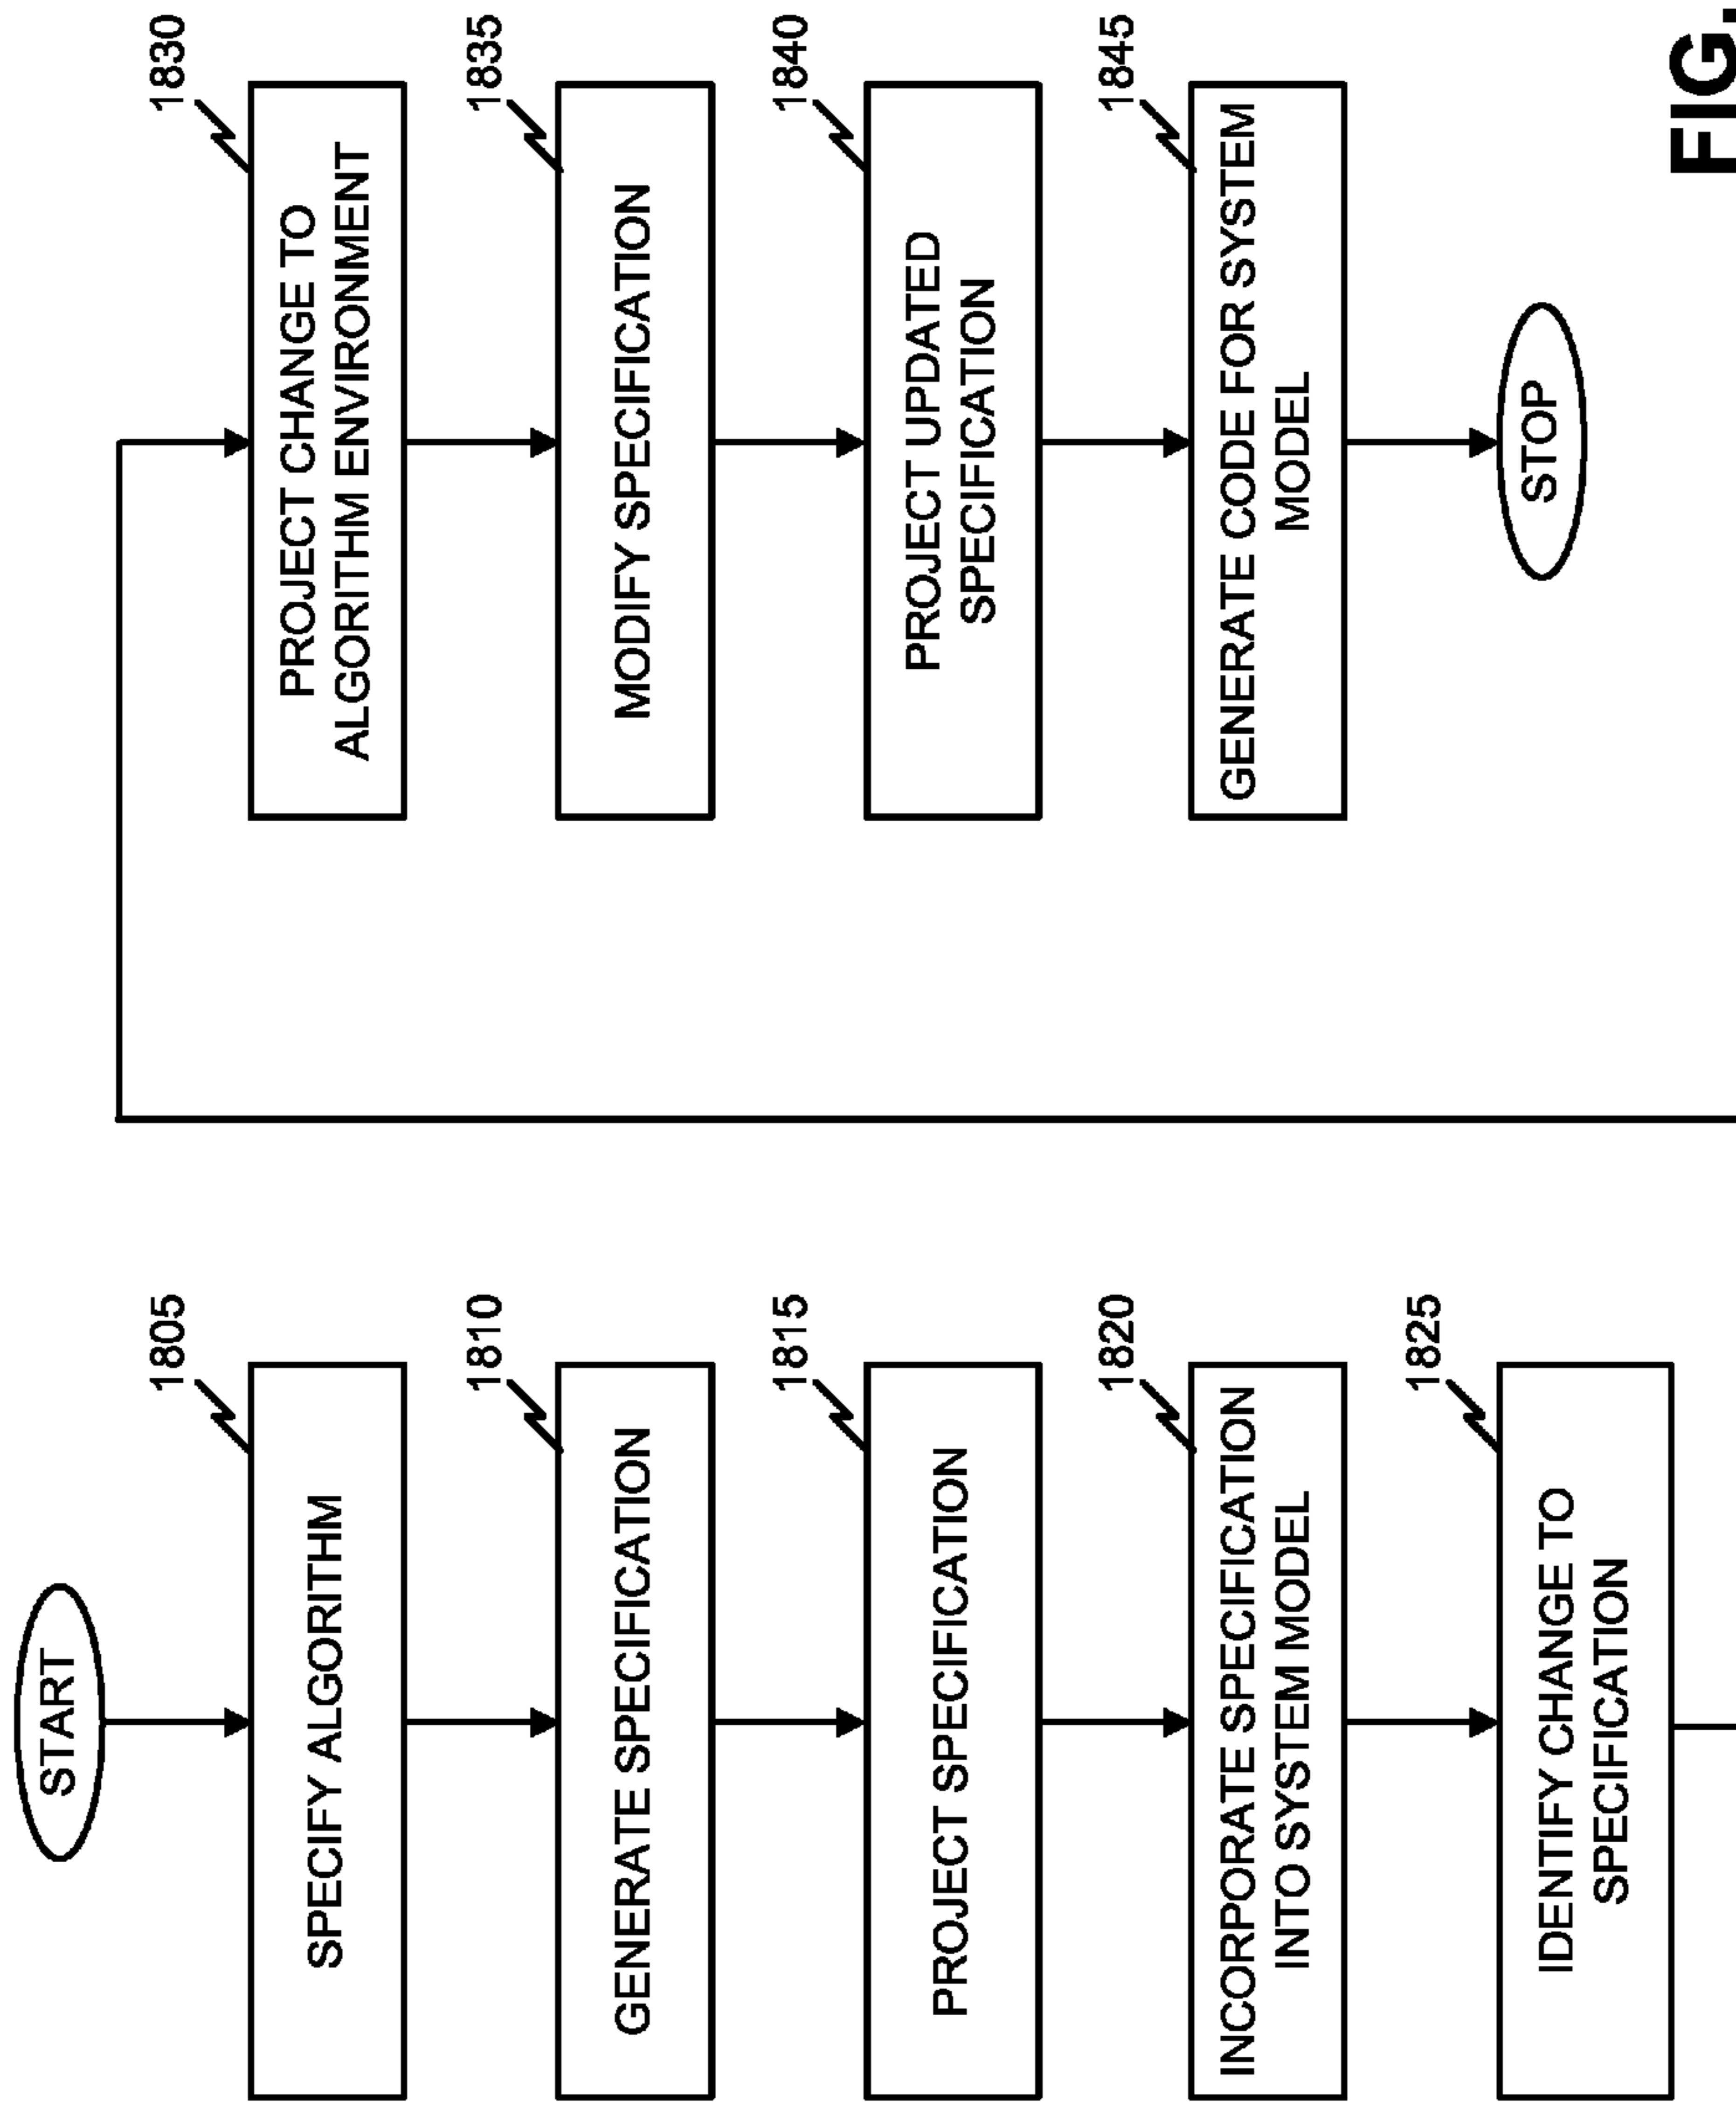 START
1805
SPECIFY ALGORITHM
1810
GENERATE SPECIFICATION
1815
PROJECT SPECIFICATION
1820
INCORPORATE SPECIFICATION
INTO SYSTEM MODEL
1825
IDENTIFY CHANGE TO
SPECIFICATION
1830
PROJECT CHANGE TO
ALGORITHM ENVIRONMENT
1835
MODIFY SPECIFICATION
1840
PROJECT UPDATED
SPECIFICATION
1845
GENERATE CODE FOR SYSTEM
MODEL
STOP
FIG.